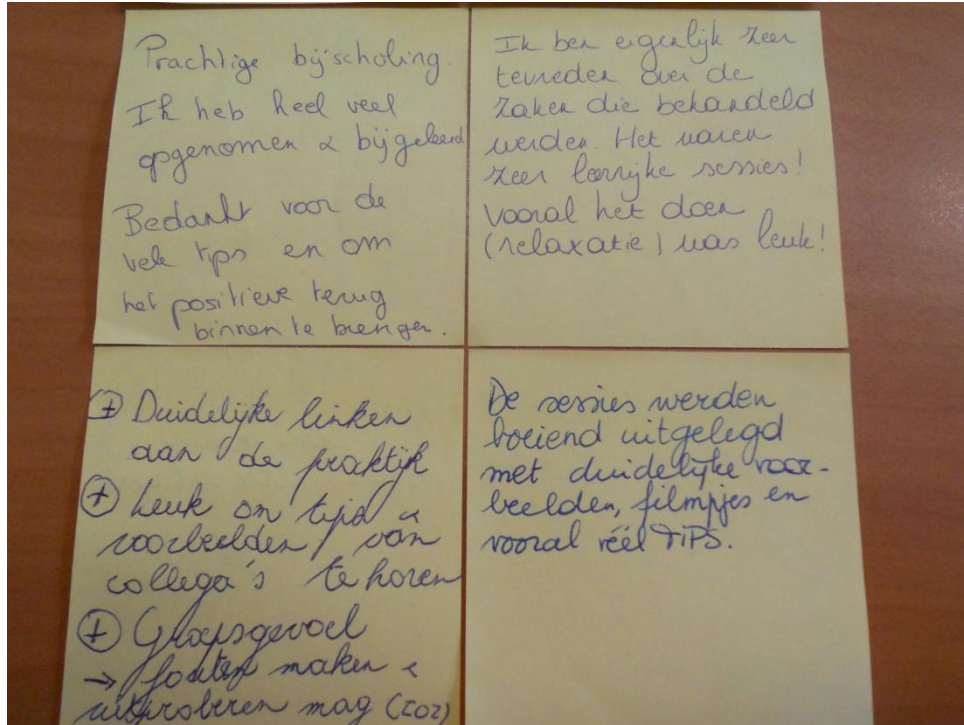 Prachtige bijscholing.
Ik heb heel veel
opgenomen & bijgeleerd
Bedankt voor de
vele tips en om
het positieve terug
binnen te brengen.
Ik ben eigenlijk zeer
tevreden over de
zaken die behandeld
werden. Het waren
zeer leerrijke sessies!
Vooral het doen
(relaxatie) was leuk!
+ Duidelijke linken
aan de praktijk
+ Leuk om tips &
voorbeelden van
collega's te horen
+ Groepsgevoel
→ fouten maken &
uitproberen mag (ZOZ)
De sessies werden
boeiend uitgelegd
met duidelijke voor-
beelden, filmpjes en
vooral véél TIPS.